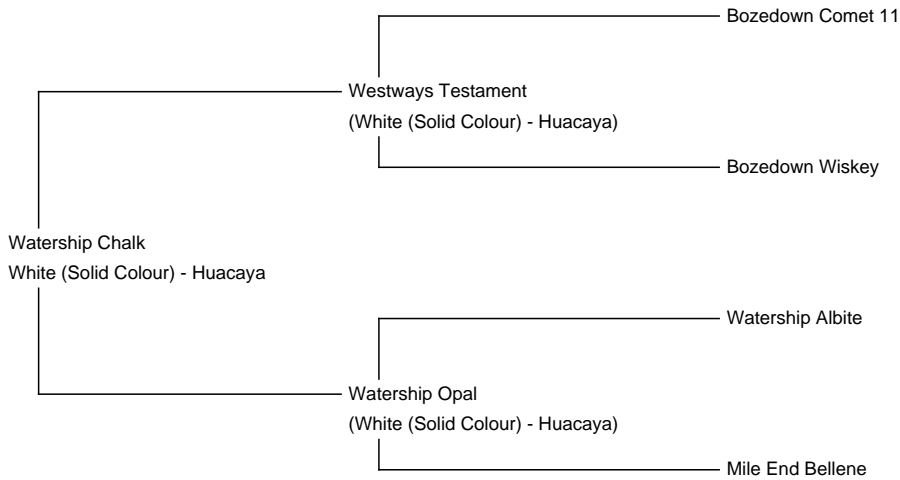 Bozedown Comet 11
Westways Testament
(White (Solid Colour) - Huacaya)
Bozedown Wiskey
Watership Chalk
White (Solid Colour) - Huacaya
Watership Albite
Watership Opal
(White (Solid Colour) - Huacaya)
Mile End Bellene